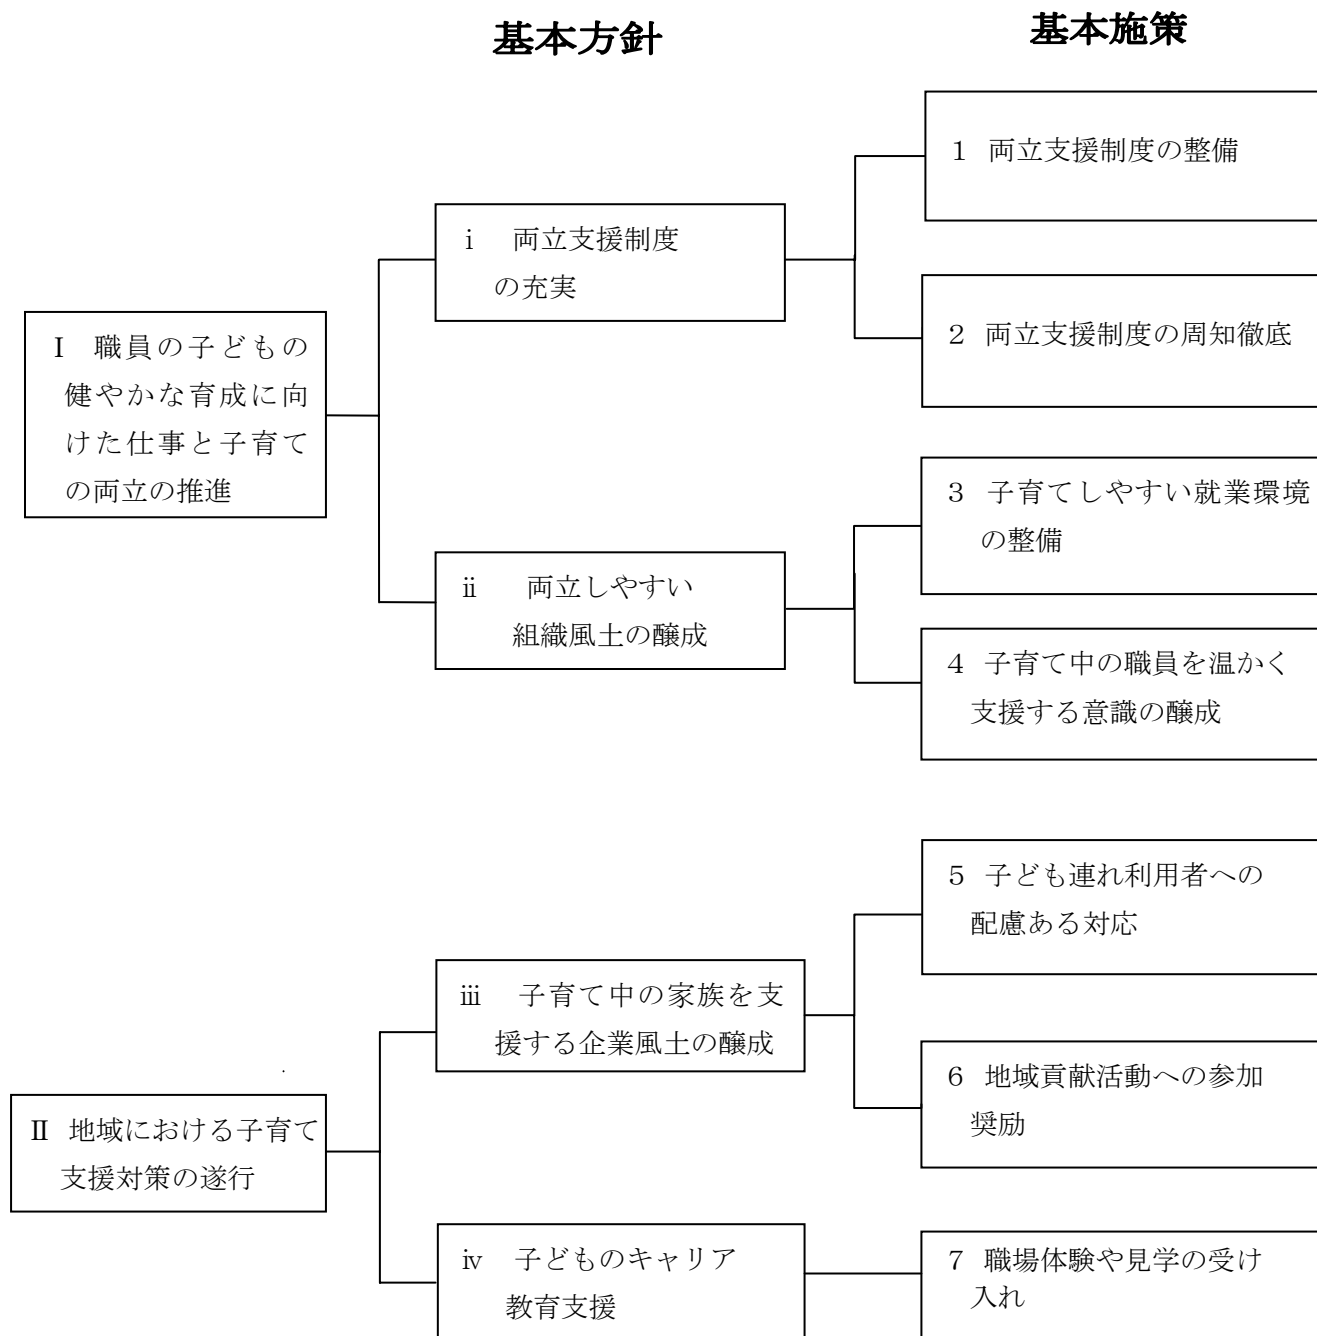 基本方針
基本施策
Ⅰ 職員の子どもの
健やかな育成に向
けた仕事と子育て
の両立の推進
ⅰ 両立支援制度
の充実
1 両立支援制度の整備
2 両立支援制度の周知徹底
ⅱ 両立しやすい
組織風土の醸成
3 子育てしやすい就業環境
の整備
4 子育て中の職員を温かく
支援する意識の醸成
Ⅱ 地域における子育て
支援対策の遂行
ⅲ 子育て中の家族を支
援する企業風土の醸成
5 子ども連れ利用者への
配慮ある対応
6 地域貢献活動への参加
奨励
ⅳ 子どものキャリア
教育支援
7 職場体験や見学の受け
入れ